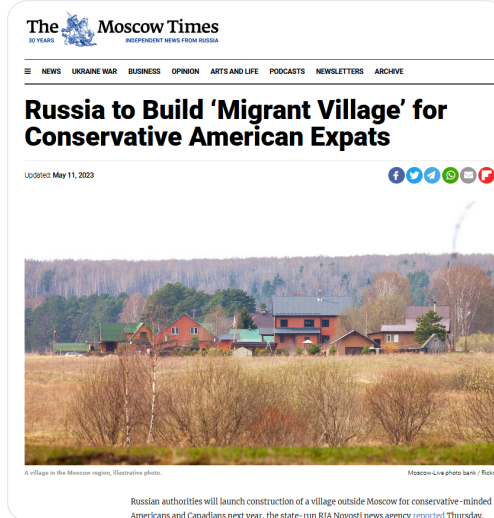 The Moscow Times
30 YEARS INDEPENDENT NEWS FROM RUSSIA
NEWS UKRAINE WAR BUSINESS OPINION ARTS AND LIFE PODCASTS NEWSLETTERS ARCHIVE
Russia to Build ‘Migrant Village’ for
Conservative American Expats
Updated: May 11, 2023
A village in the Moscow region, illustrative photo. Moscow-Live photo bank / flickr
Russian authorities will launch construction of a village outside Moscow for conservative-minded
Americans and Canadians next year, the state-run RIA Novosti news agency reported Thursday,